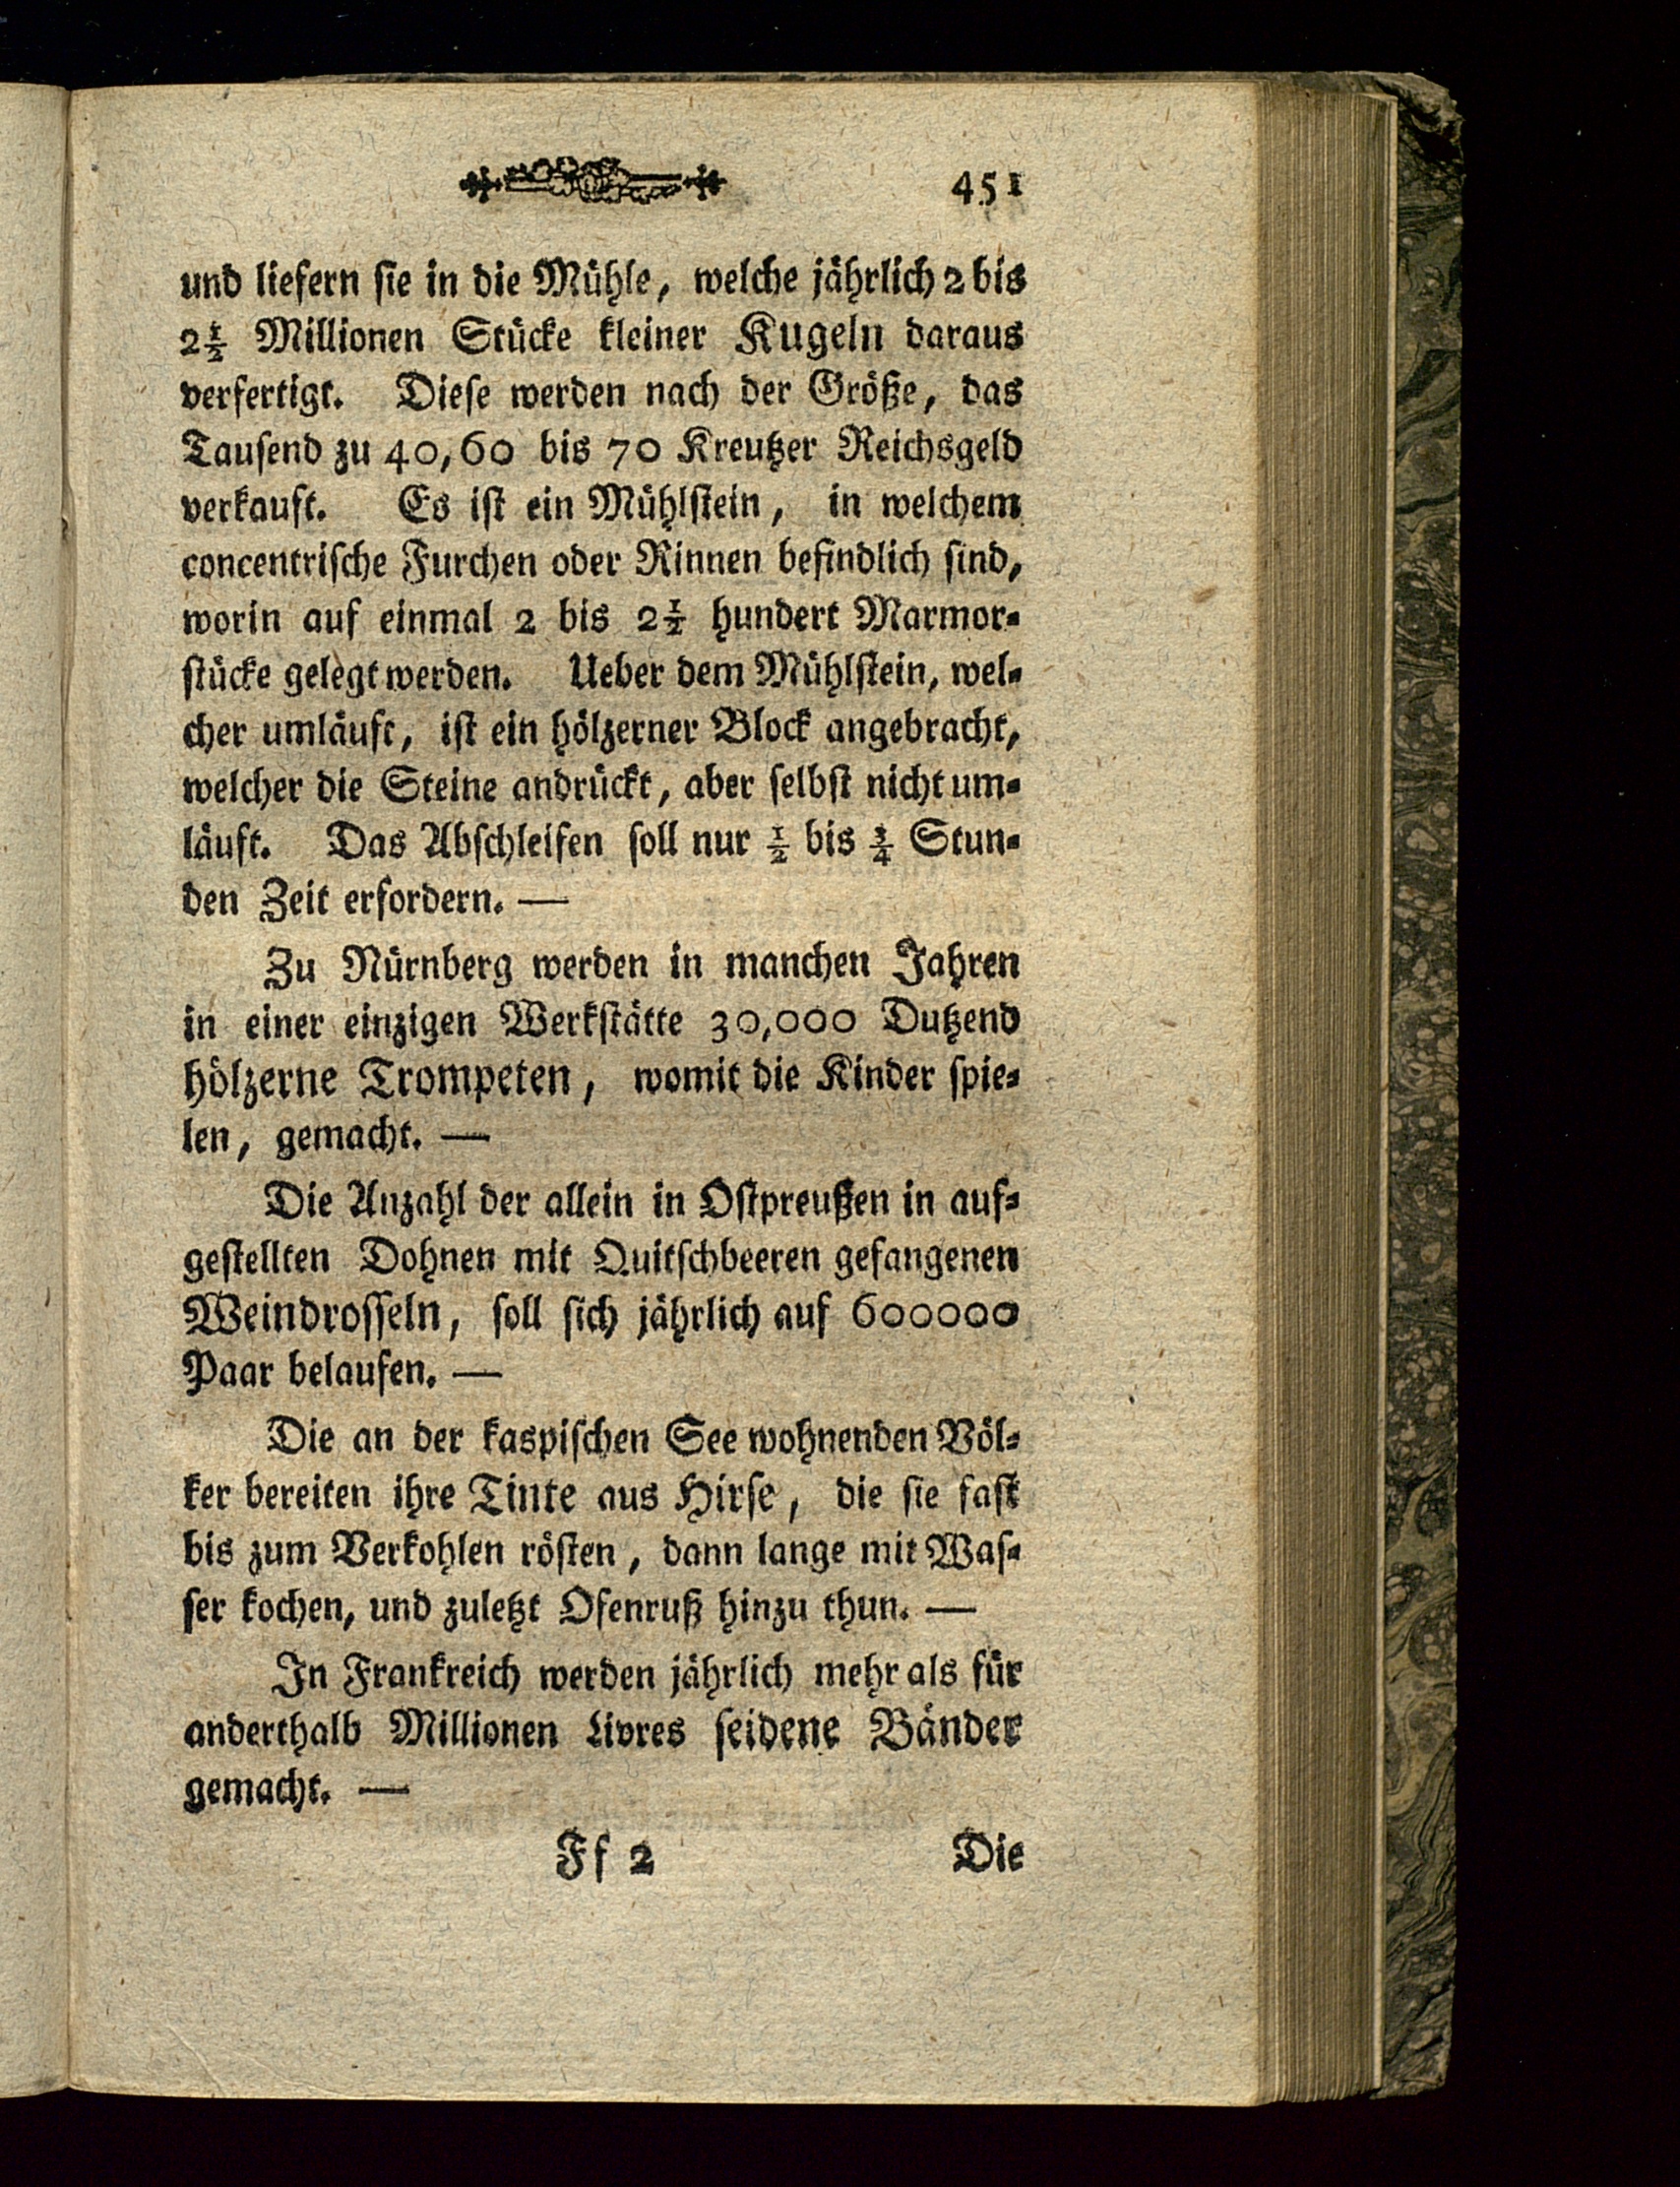 451
und liefern sie in die Mühle, welche jährlich 2 bis
2½ Millionen Stücke kleiner Kugeln daraus
verfertigt. Diese werden nach der Größe, das
Tausend zu 40, 60 bis 70 Kreutzer Reichsgeld
verkauft. Es ist ein Mühlstein, in welchem
concentrische Furchen oder Rinnen befindlich sind,
worin auf einmal 2 bis 2½ hundert Marmor-
stücke gelegt werden. Ueber dem Mühlstein, wel-
cher umläuft, ist ein hölzerner Block angebracht,
welcher die Steine andrückt, aber selbst nicht um-
läuft. Das Abschleifen soll nur ½ bis ¾ Stun-
den Zeit erfordern. —
Zu Nürnberg werden in manchen Jahren
in einer einzigen Werkstätte 30,000 Dutzend
hölzerne Trompeten, womit die Kinder spie-
len, gemacht. —
Die Anzahl der allein in Ostpreußen in auf-
gestellten Dohnen mit Quitschbeeren gefangenen
Weindrosseln, soll sich jährlich auf 600000
Paar belaufen. —
Die an der kaspischen See wohnenden Völ-
ker bereiten ihre Tinte aus Hirse, die sie fast
bis zum Verkohlen rösten, dann lange mit Was-
ser kochen, und zuletzt Ofenruß hinzu thun. —
In Frankreich werden jährlich mehr als für
anderthalb Millionen Livres seidene Bänder
gemacht. —
Ff 2 Die